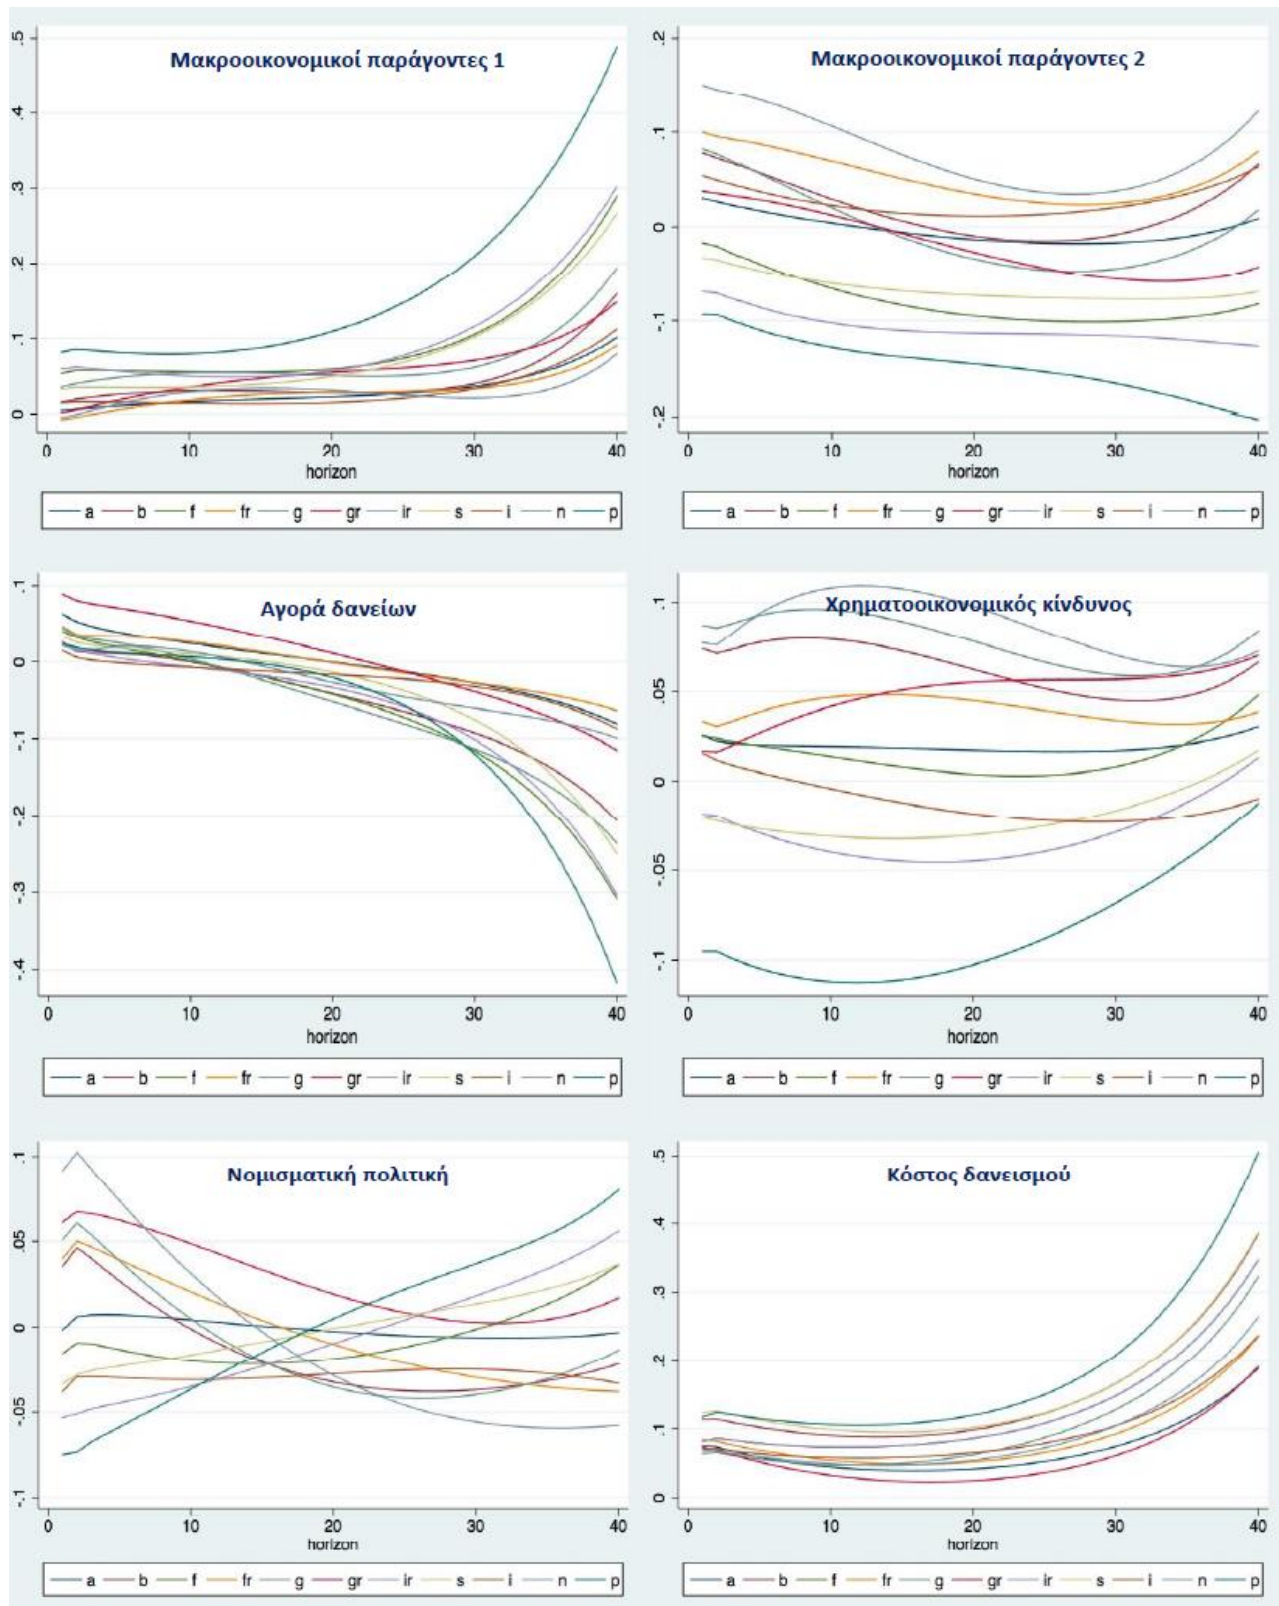 Μακροοικονομικοί παράγοντες 1
.5
.4
.3
.2
.1
0
0 10 20 30 40
horizon
a b f fr g gr ir s i n p
Μακροοικονομικοί παράγοντες 2
.2
.1
0
-.1
-.2
0 10 20 30 40
horizon
a b f fr g gr ir s i n p
Αγορά δανείων
.1
0
-.1
-.2
-.3
-.4
0 10 20 30 40
horizon
a b f fr g gr ir s i n p
Χρηματοοικονομικός κίνδυνος
.1
.05
0
-.05
-.1
0 10 20 30 40
horizon
a b f fr g gr ir s i n p
Νομισματική πολιτική
.1
.05
0
-.05
-.1
0 10 20 30 40
horizon
a b f fr g gr ir s i n p
Κόστος δανεισμού
.5
.4
.3
.2
.1
0
0 10 20 30 40
horizon
a b f fr g gr ir s i n p